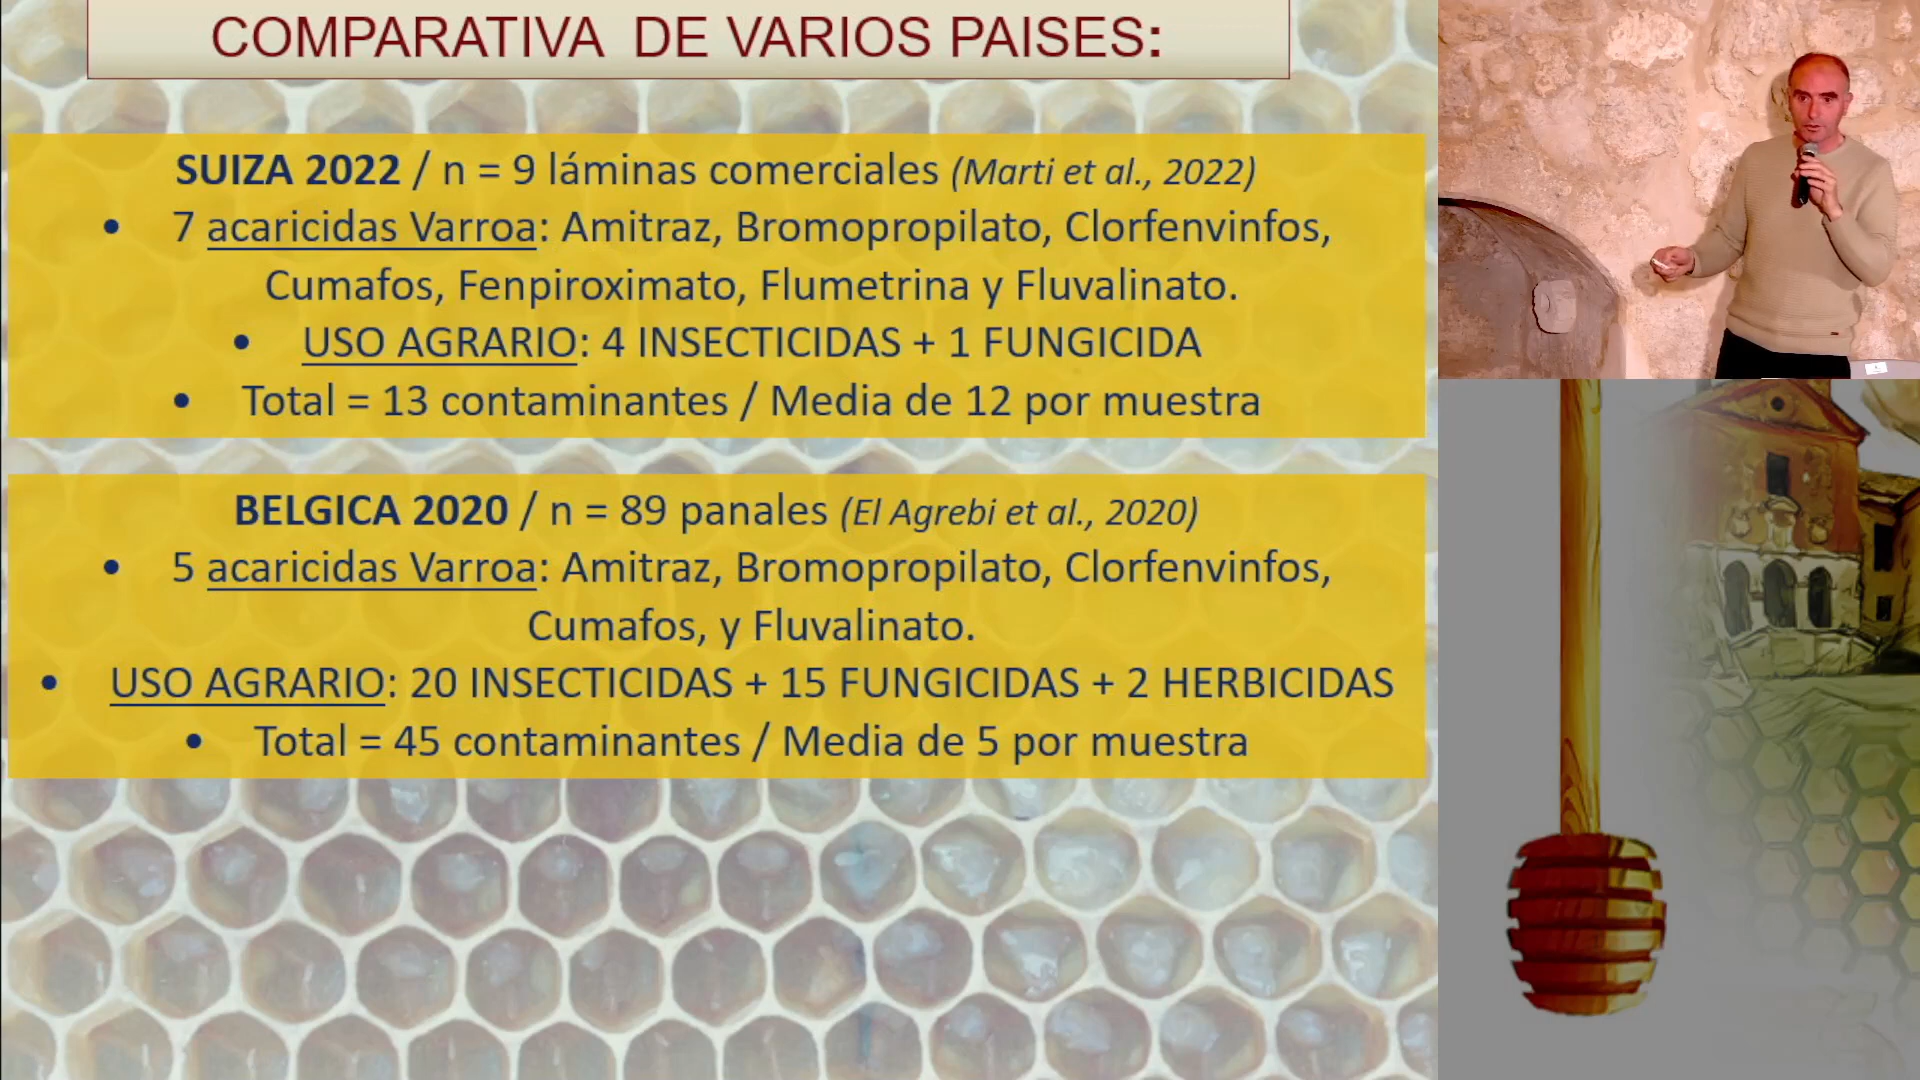 COMPARATIVA DE VARIOS PAISES:
SUIZA 2022 / n = 9 láminas comerciales (Marti et al., 2022)
• 7 acaricidas Varroa: Amitraz, Bromopropilato, Clorfenvinfos,
Cumafos, Fenpiroximato, Flumetrina y Fluvalinato.
• USO AGRARIO: 4 INSECTICIDAS + 1 FUNGICIDA
• Total = 13 contaminantes / Media de 12 por muestra
BELGICA 2020 / n = 89 panales (El Agrebi et al., 2020)
• 5 acaricidas Varroa: Amitraz, Bromopropilato, Clorfenvinfos,
Cumafos, y Fluvalinato.
• USO AGRARIO: 20 INSECTICIDAS + 15 FUNGICIDAS + 2 HERBICIDAS
• Total = 45 contaminantes / Media de 5 por muestra